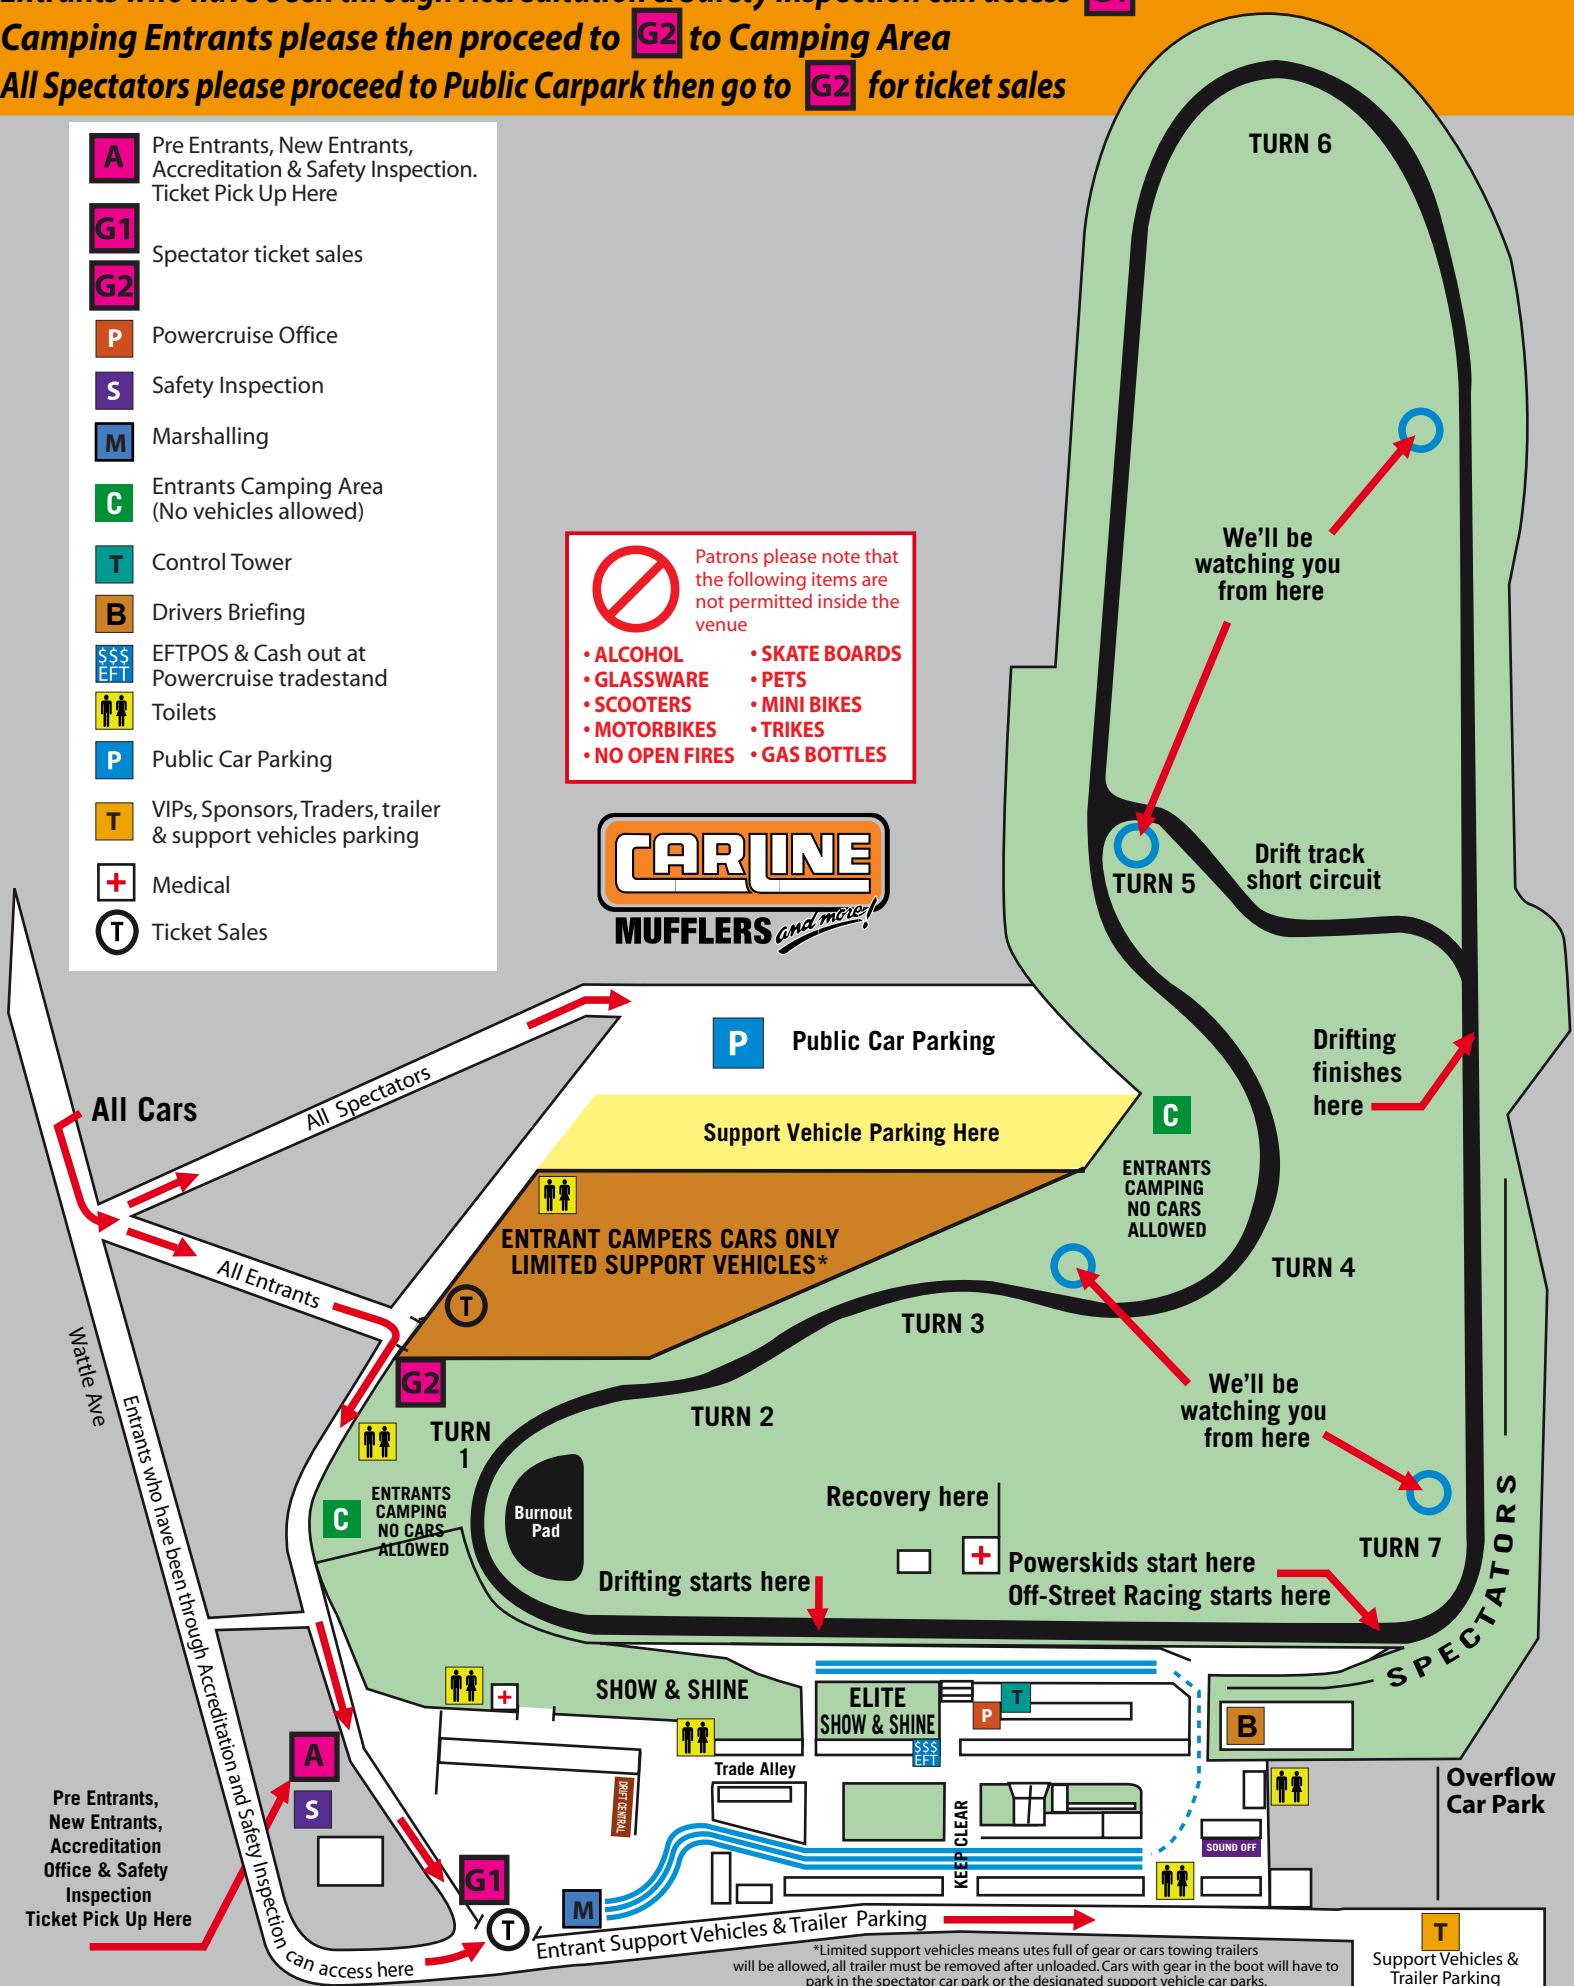 Entrants who have been through Accreditation & Safety Inspection can access G1
Camping Entrants please then proceed to G2 to Camping Area
All Spectators please proceed to Public Carpark then go to G2 for ticket sales
A
Pre Entrants, New Entrants,
Accreditation & Safety Inspection.
Ticket Pick Up Here
G1
G2
Spectator ticket sales
P
Powercruise Office
S
Safety Inspection
M
Marshalling
C
Entrants Camping Area
(No vehicles allowed)
T
Control Tower
B
Drivers Briefing
$$$
EFT
EFTPOS & Cash out at
Powercruise tradestand
Toilets
P
Public Car Parking
T
VIPs, Sponsors, Traders, trailer
& support vehicles parking
Medical
T
Ticket Sales
Patrons please note that
the following items are
not permitted inside the
venue
• ALCOHOL
• GLASSWARE
• SCOOTERS
• MOTORBIKES
• NO OPEN FIRES
• SKATE BOARDS
• PETS
• MINI BIKES
• TRIKES
• GAS BOTTLES
CARLINE
MUFFLERS and more!
TURN 6
We'll be
watching you
from here
TURN 5
Drift track
short circuit
Drifting
finishes
here
P
Public Car Parking
Support Vehicle Parking Here
C
ENTRANTS
CAMPING
NO CARS
ALLOWED
ENTRANT CAMPERS CARS ONLY
LIMITED SUPPORT VEHICLES*
T
All Cars
All Spectators
All Entrants
Wattle Ave
Entrants who have been through Accreditation and Safety Inspection can access here
G2
TURN 4
TURN 3
TURN 2
TURN
1
We'll be
watching you
from here
C
ENTRANTS
CAMPING
NO CARS
ALLOWED
Burnout
Pad
Recovery here
TURN 7
Drifting starts here
Powerskids start here
Off-Street Racing starts here
SPECTATORS
SHOW & SHINE
ELITE
SHOW & SHINE
$$$
EFT
P
T
B
Trade Alley
DRIFT CENTRAL
KEEP CLEAR
SOUND OFF
Overflow
Car Park
A
S
Pre Entrants,
New Entrants,
Accreditation
Office & Safety
Inspection
Ticket Pick Up Here
G1
T
M
Entrant Support Vehicles & Trailer Parking
T
Support Vehicles &
Trailer Parking
*Limited support vehicles means utes full of gear or cars towing trailers
will be allowed, all trailer must be removed after unloaded. Cars with gear in the boot will have to
park in the spectator car park or the designated support vehicle car parks.